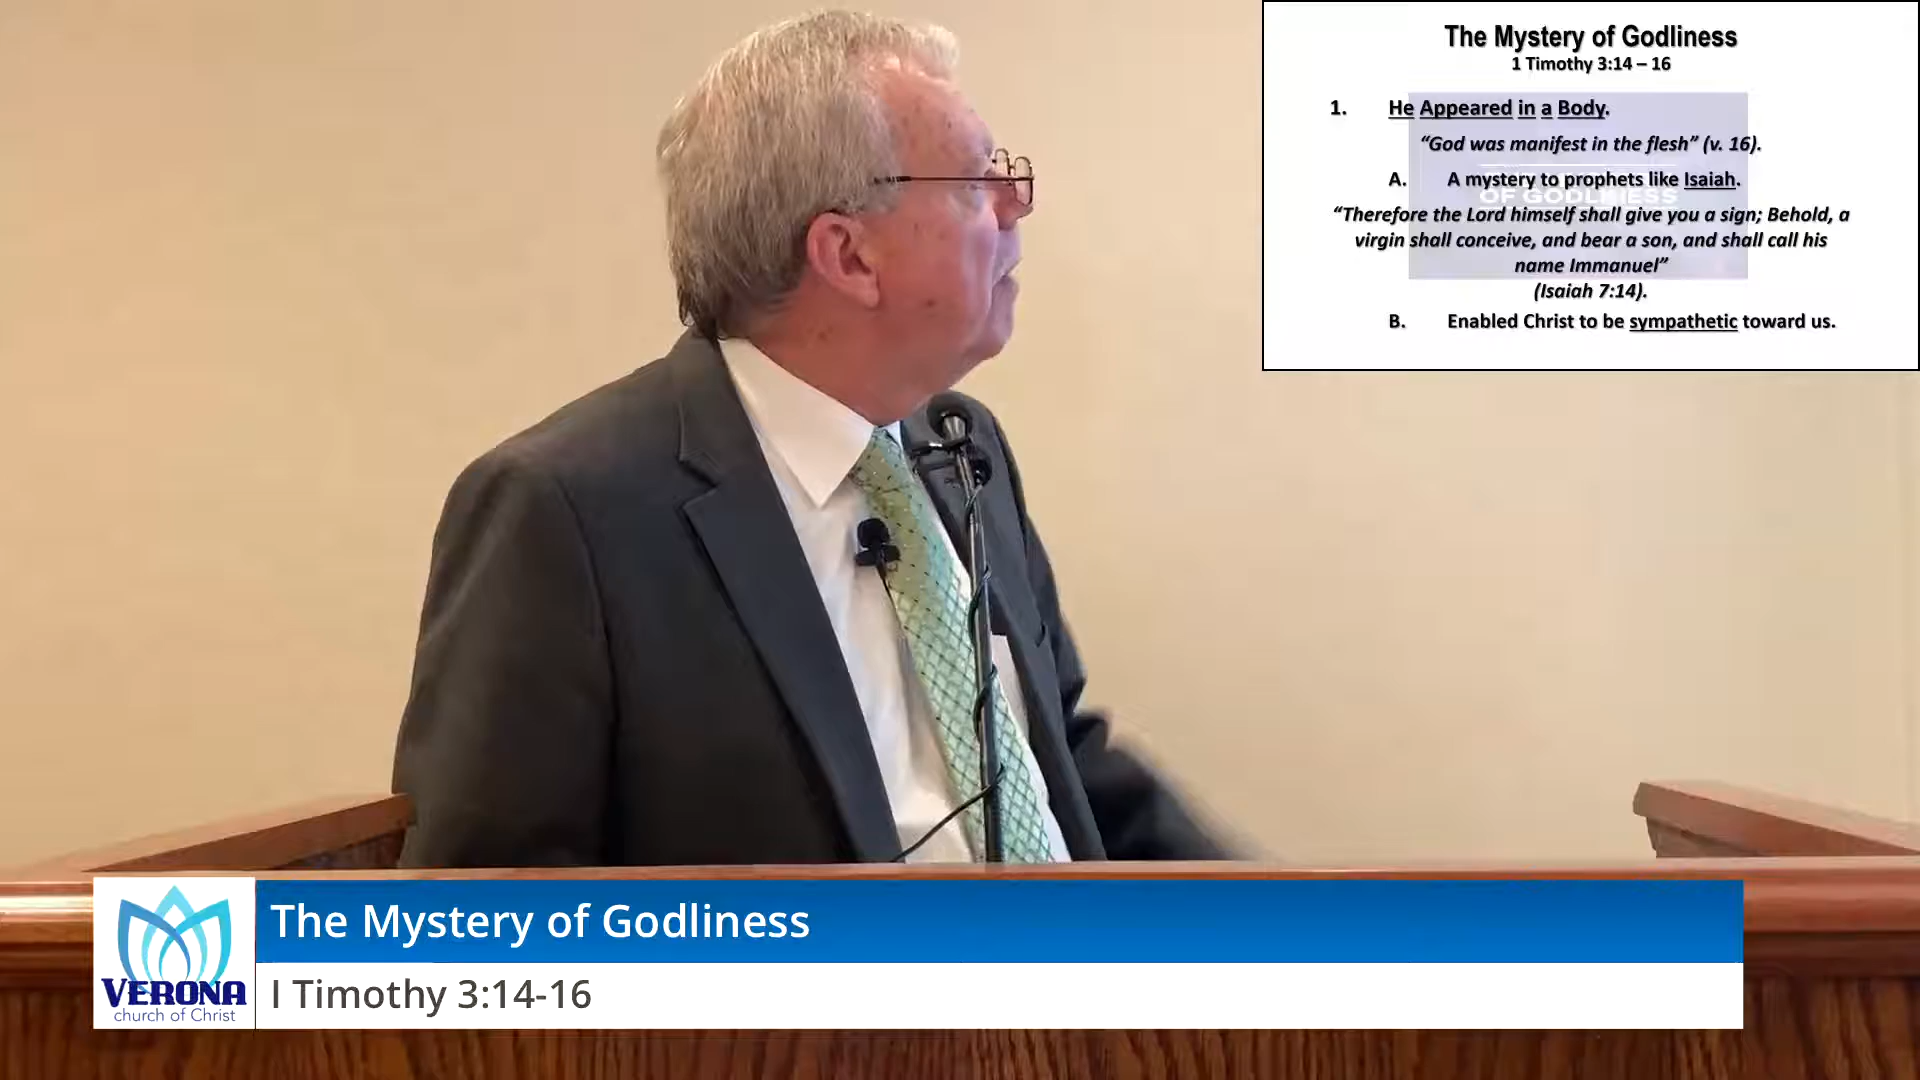 The Mystery of Godliness
1 Timothy 3:14 – 16
1. He Appeared in a Body.
“God was manifest in the flesh” (v. 16).
A. A mystery to prophets like Isaiah.
OF GODLINESS
“Therefore the Lord himself shall give you a sign; Behold, a
virgin shall conceive, and bear a son, and shall call his
name Immanuel”
(Isaiah 7:14).
B. Enabled Christ to be sympathetic toward us.
The Mystery of Godliness
I Timothy 3:14-16
VERONA
church of Christ